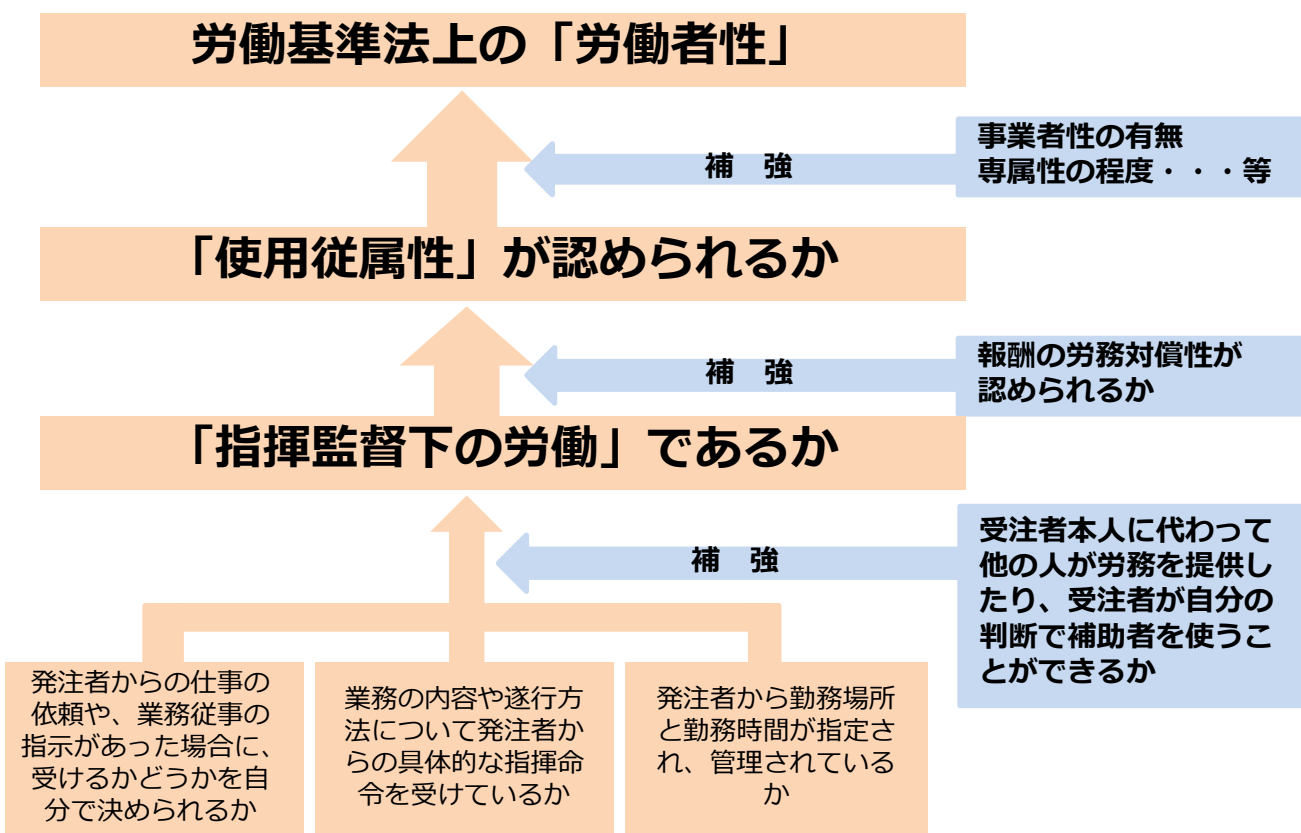 労働基準法上の「労働者性」
補 強
事業者性の有無
専属性の程度・・・等
「使用従属性」が認められるか
補 強
報酬の労務対償性が
認められるか
「指揮監督下の労働」であるか
補 強
受注者本人に代わって
他の人が労務を提供し
たり、受注者が自分の
判断で補助者を使うこ
とができるか
発注者からの仕事の
依頼や、業務従事の
指示があった場合に、
受けるかどうかを自
分で決められるか
業務の内容や遂行方
法について発注者か
らの具体的な指揮命
令を受けているか
発注者から勤務場所
と勤務時間が指定さ
れ、管理されている
か